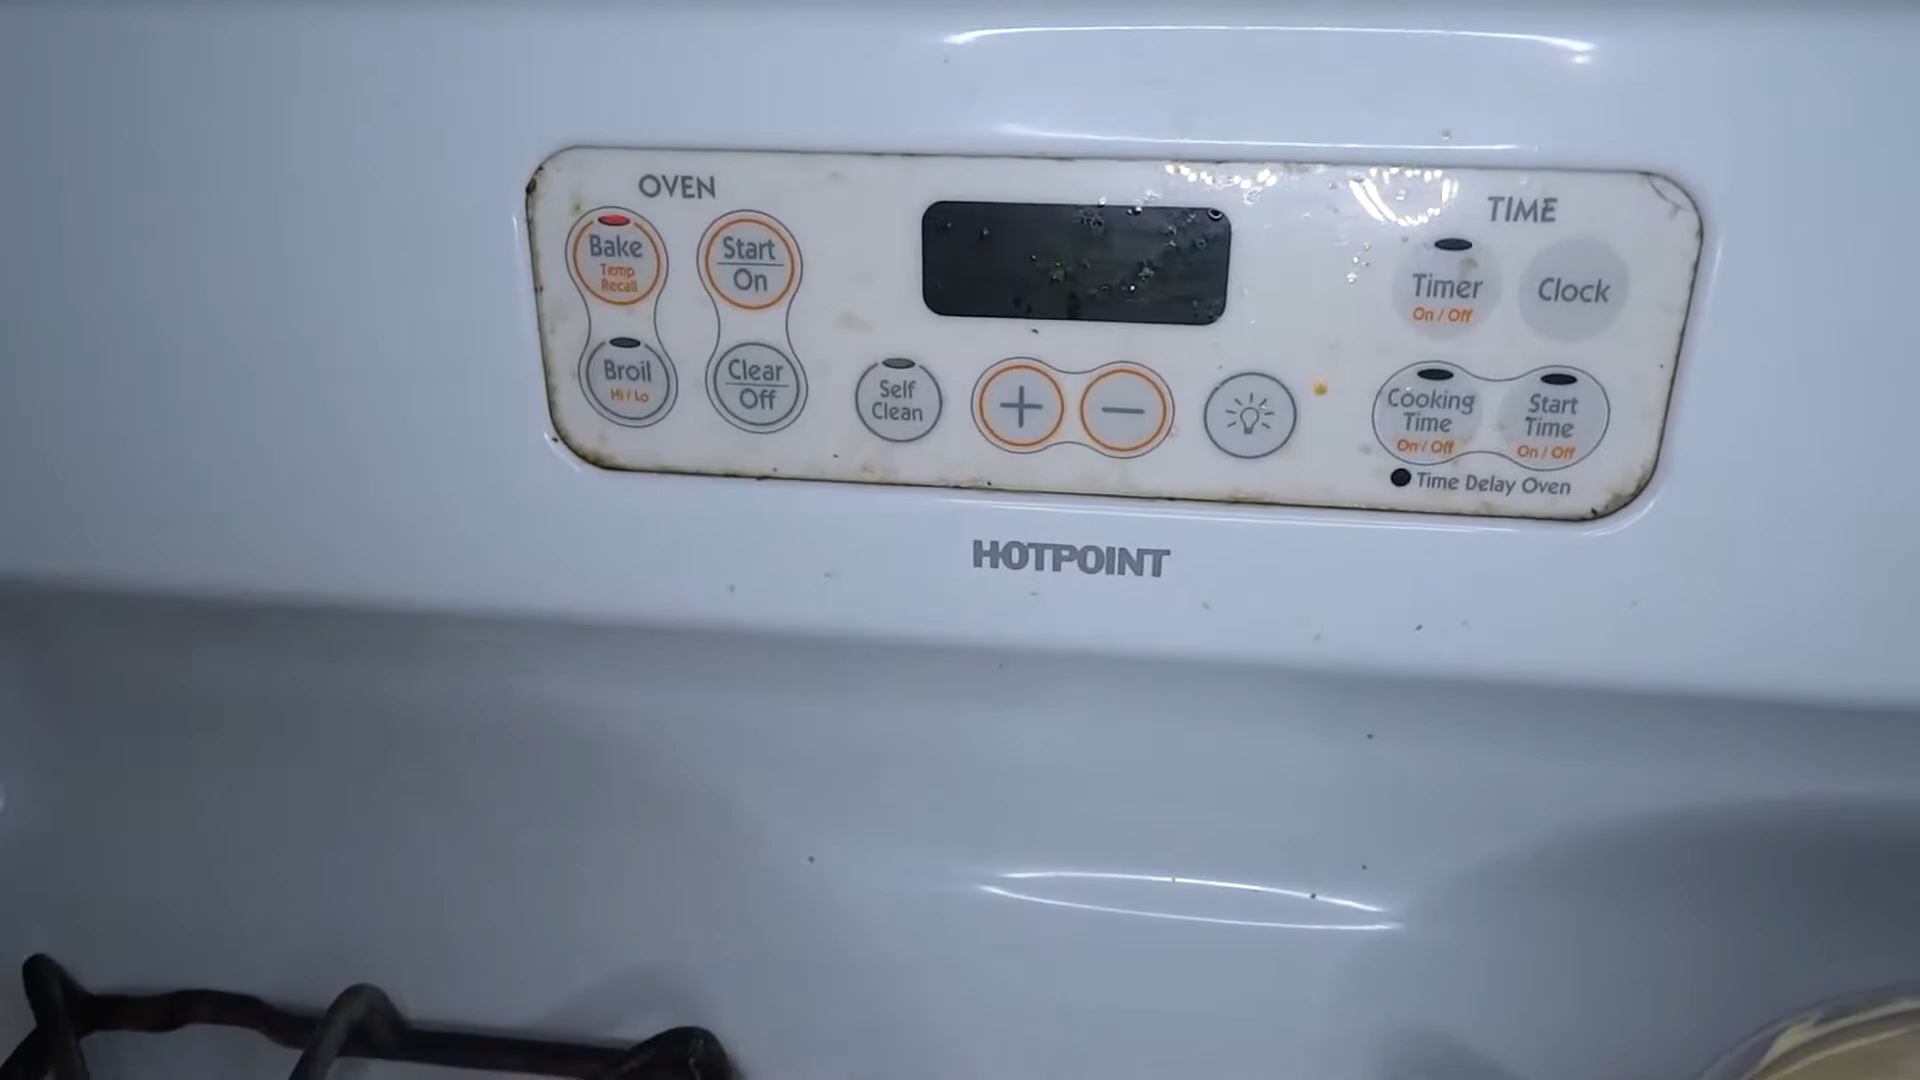 OVEN
TIME
Bake
Temp
Recall
Start
On
Timer
On / Off
Clock
Broil
Hi / Lo
Clear
Off
Self
Clean
+
−
Cooking
Time
On / Off
Start
Time
On / Off
Time Delay Oven
HOTPOINT